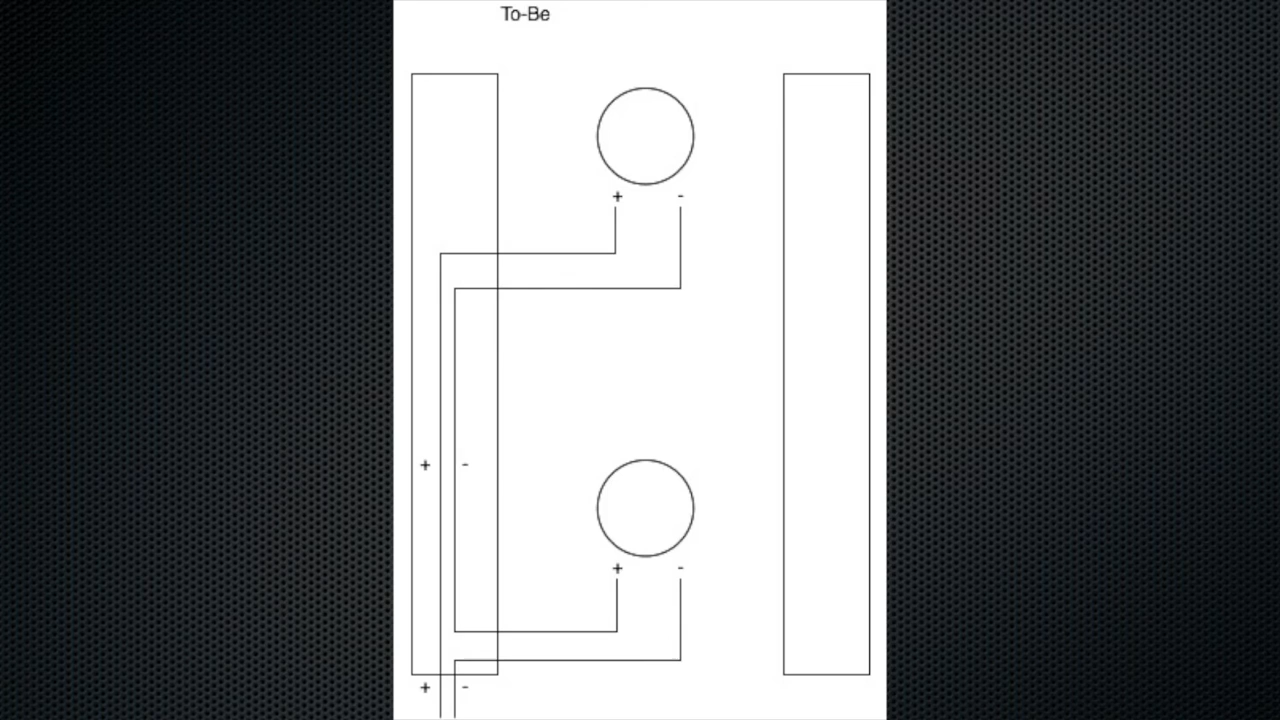 To-Be
+ -
+ -
+ -
+ -